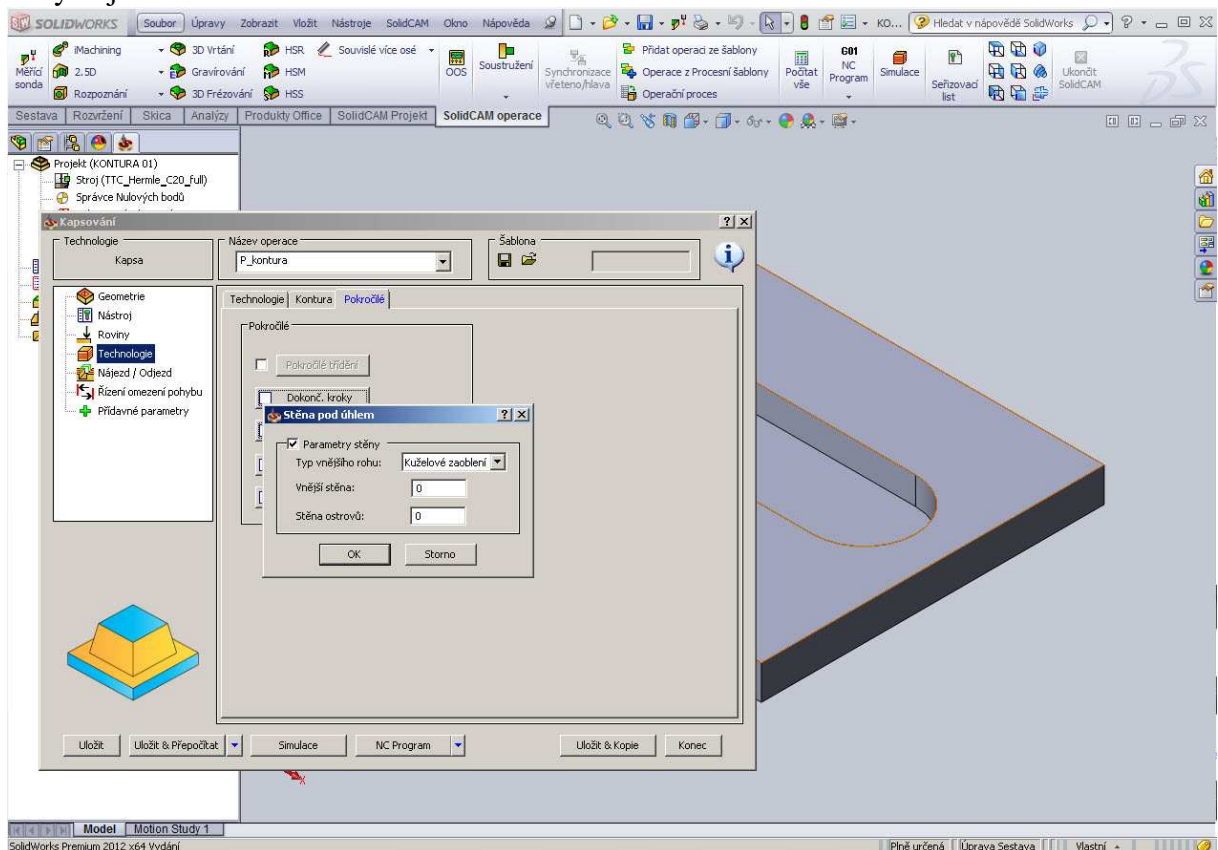 SOLIDWORKS Soubor Úpravy Zobrazit Vložit Nástroje SolidCAM Okno Nápověda KO... Hledat v nápovědě SolidWorks
iMachining 3D Vrtání HSR Souvislé více osé
Měřící sonda 2.5D Gravírování HSM OOS Soustružení Synchronizace vřeteno/hlava
Rozpoznání 3D Frézování HSS
Přidat operaci ze šablony
Operace z Procesní šablony
Operační proces
Počítat vše G01 NC Program Simulace Seřizovací list Ukončit SolidCAM
Sestava Rozvržení Skica Analýzy Produkty Office SolidCAM Projekt SolidCAM operace
Projekt (KONTURA 01)
Stroj (TTC_Hermle_C20_full)
Správce Nulových bodů
Kapsování
Technologie Název operace Šablona
Kapsa P_kontura
Geometrie
Nástroj
Roviny
Technologie
Nájezd / Odjezd
Řízení omezení pohybu
Přídavné parametry
Technologie Kontura Pokročilé
Pokročilé
Pokročilé třídění
Dokonč. kroky
Stěna pod úhlem
Parametry stěny
Typ vnějšího rohu: Kuželové zaoblení
Vnější stěna: 0
Stěna ostrovů: 0
OK Storno
Uložit Uložit & Přepočítat Simulace NC Program Uložit & Kopie Konec
X
Model Motion Study 1
SolidWorks Premium 2012 x64 Vydání Plně určená Úprava Sestava Vlastní